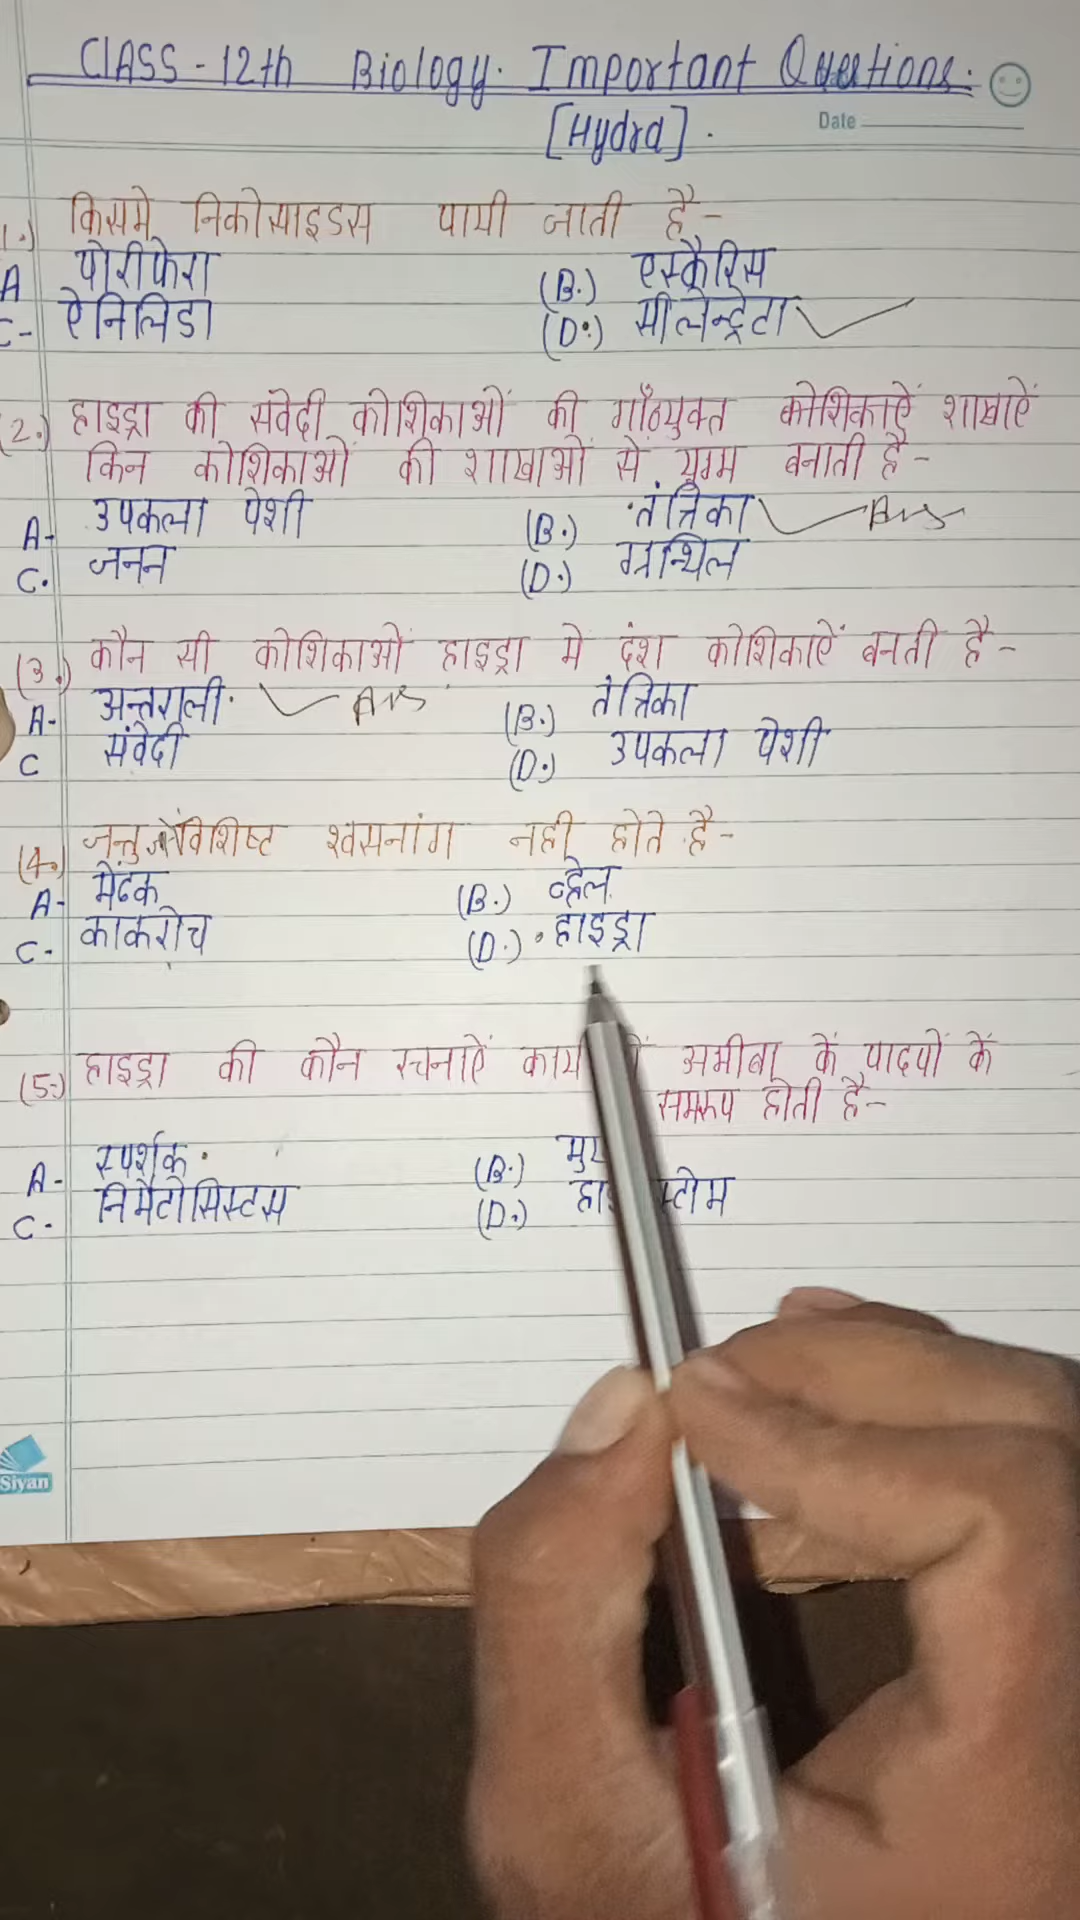 CLASS - 12th Biology. Important Questions.
[Hydra].
Date
1.) किसमे निकोसाइडस पायी जाती है -
A पोरीफेरा (B.) एस्कैरिस
C- ऐनिलिडा (D.) सीलेन्ट्रेटा
(2.) हाइड्रा की संवेदी कोशिकाओं की गाँठयुक्त कोशिकाऐं शाखाऐं
किन कोशिकाओं की शाखाओं से युग्म बनाती है -
A- उपकला पेशी (B.) तंत्रिका Ans
C. जनन (D.) ग्रन्थिल
(3.) कौन सी कोशिकाओं हाइड्रा मे दंश कोशिकाऐं बनती है -
A- अन्तराली. Ans (B.) तंत्रिका
C संवेदी (D.) उपकला पेशी
(4.) जन्तु विशिष्ट श्वसनांग नही होते है -
A- मेंढक (B.) व्हेल
C- काकरोच (D.) हाइड्रा
(5.) हाइड्रा की कौन रचनाऐं अमीबा के पादपों कें
समरूप होती है -
A- स्पर्शक. (B.)
C- निमैटोसिस्टस (D.)
Siyan